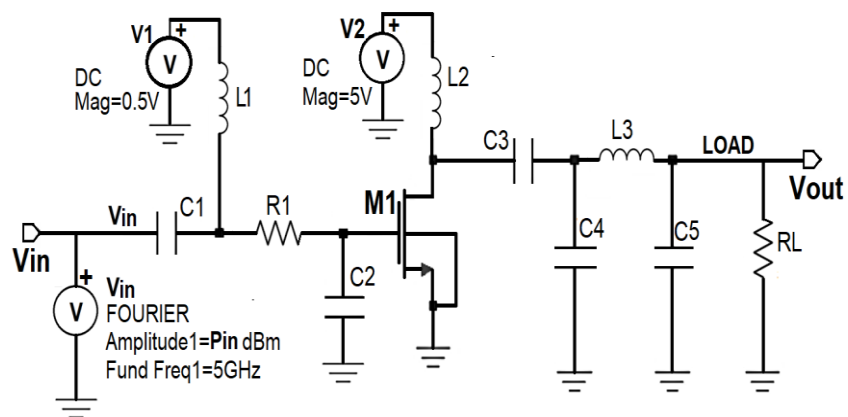 V1
+
V
DC
Mag=0.5V
L1
V2
+
V
DC
Mag=5V
L2
C3
L3
LOAD
Vout
C1
R1
M1
Vin
Vin
C2
C4
C5
RL
+
V
Vin
FOURIER
Amplitude1=Pin dBm
Fund Freq1=5GHz